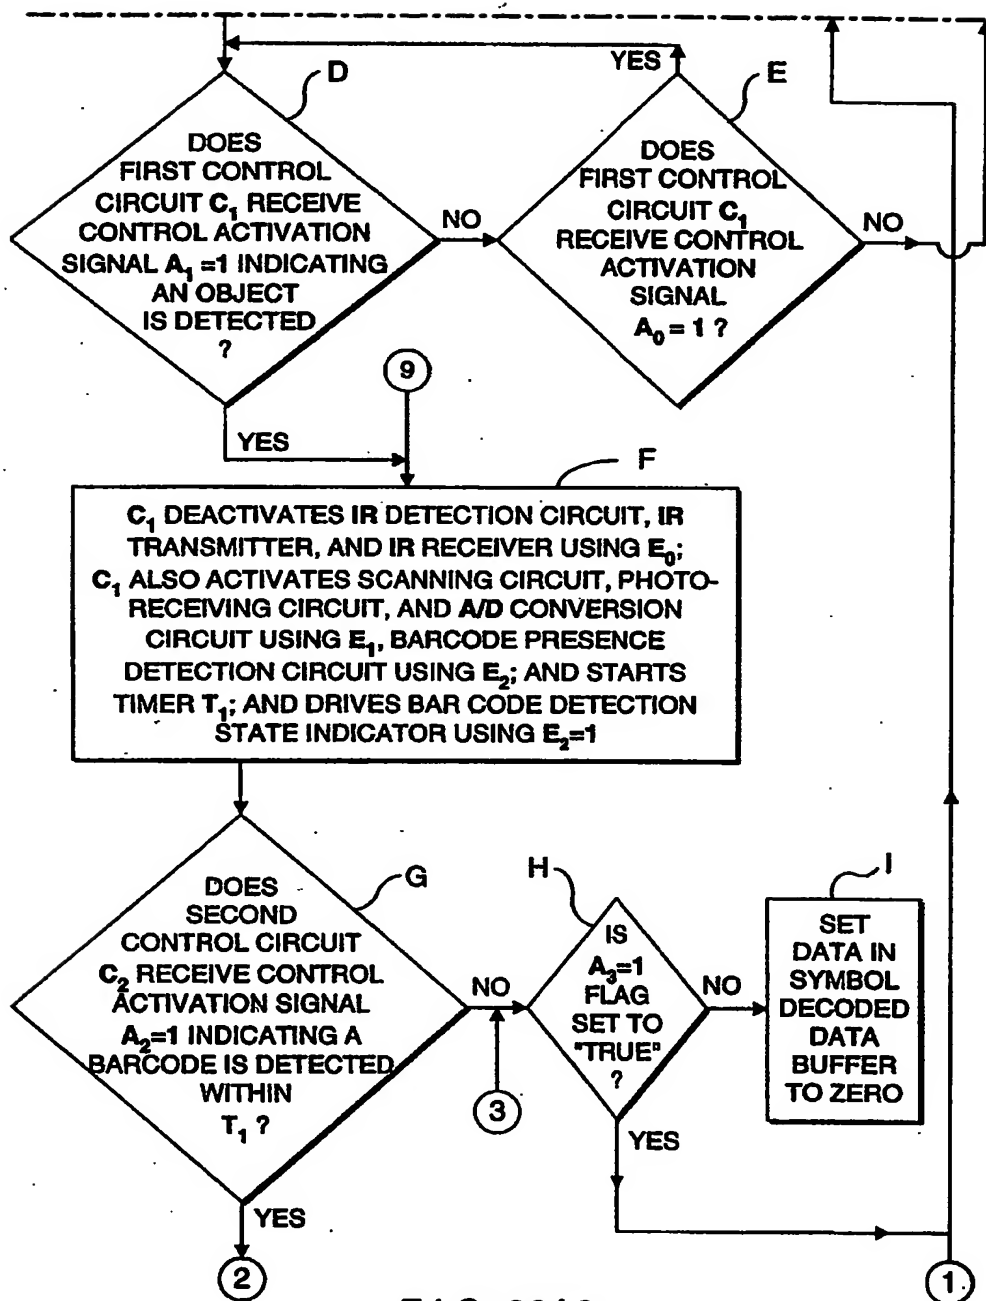 YES
D
E
DOES
FIRST CONTROL
CIRCUIT C₁ RECEIVE
CONTROL ACTIVATION
SIGNAL A₁ =1 INDICATING
AN OBJECT
IS DETECTED
?
NO
DOES
FIRST CONTROL
CIRCUIT C₁
RECEIVE CONTROL
ACTIVATION
SIGNAL
A₀ = 1 ?
NO
9
YES
F
C₁ DEACTIVATES IR DETECTION CIRCUIT, IR
TRANSMITTER, AND IR RECEIVER USING E₀;
C₁ ALSO ACTIVATES SCANNING CIRCUIT, PHOTO-
RECEIVING CIRCUIT, AND A/D CONVERSION
CIRCUIT USING E₁, BARCODE PRESENCE
DETECTION CIRCUIT USING E₂; AND STARTS
TIMER T₁; AND DRIVES BAR CODE DETECTION
STATE INDICATOR USING E₂=1
G
DOES
SECOND
CONTROL CIRCUIT
C₂ RECEIVE CONTROL
ACTIVATION SIGNAL
A₂=1 INDICATING A
BARCODE IS DETECTED
WITHIN
T₁ ?
NO
3
H
IS
A₃=1
FLAG
SET TO
"TRUE"
?
NO
I
SET
DATA IN
SYMBOL
DECODED
DATA
BUFFER
TO ZERO
YES
YES
2
1